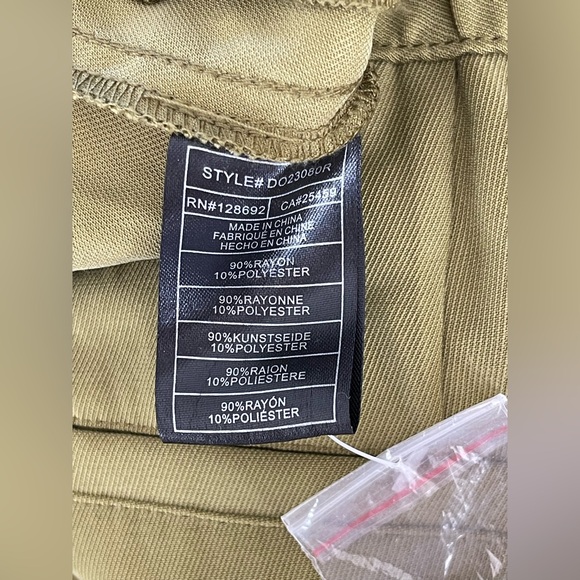 STYLE# DO23080R
RN#128692 CA#25459
MADE IN CHINA
FABRIQUÉ EN CHINE
HECHO EN CHINA
90%RAYON
10%POLYESTER
90%RAYONNE
10%POLYESTER
90%KUNSTSEIDE
10%POLYESTER
90%RAION
10%POLIESTERE
90%RAYÓN
10%POLIÉSTER